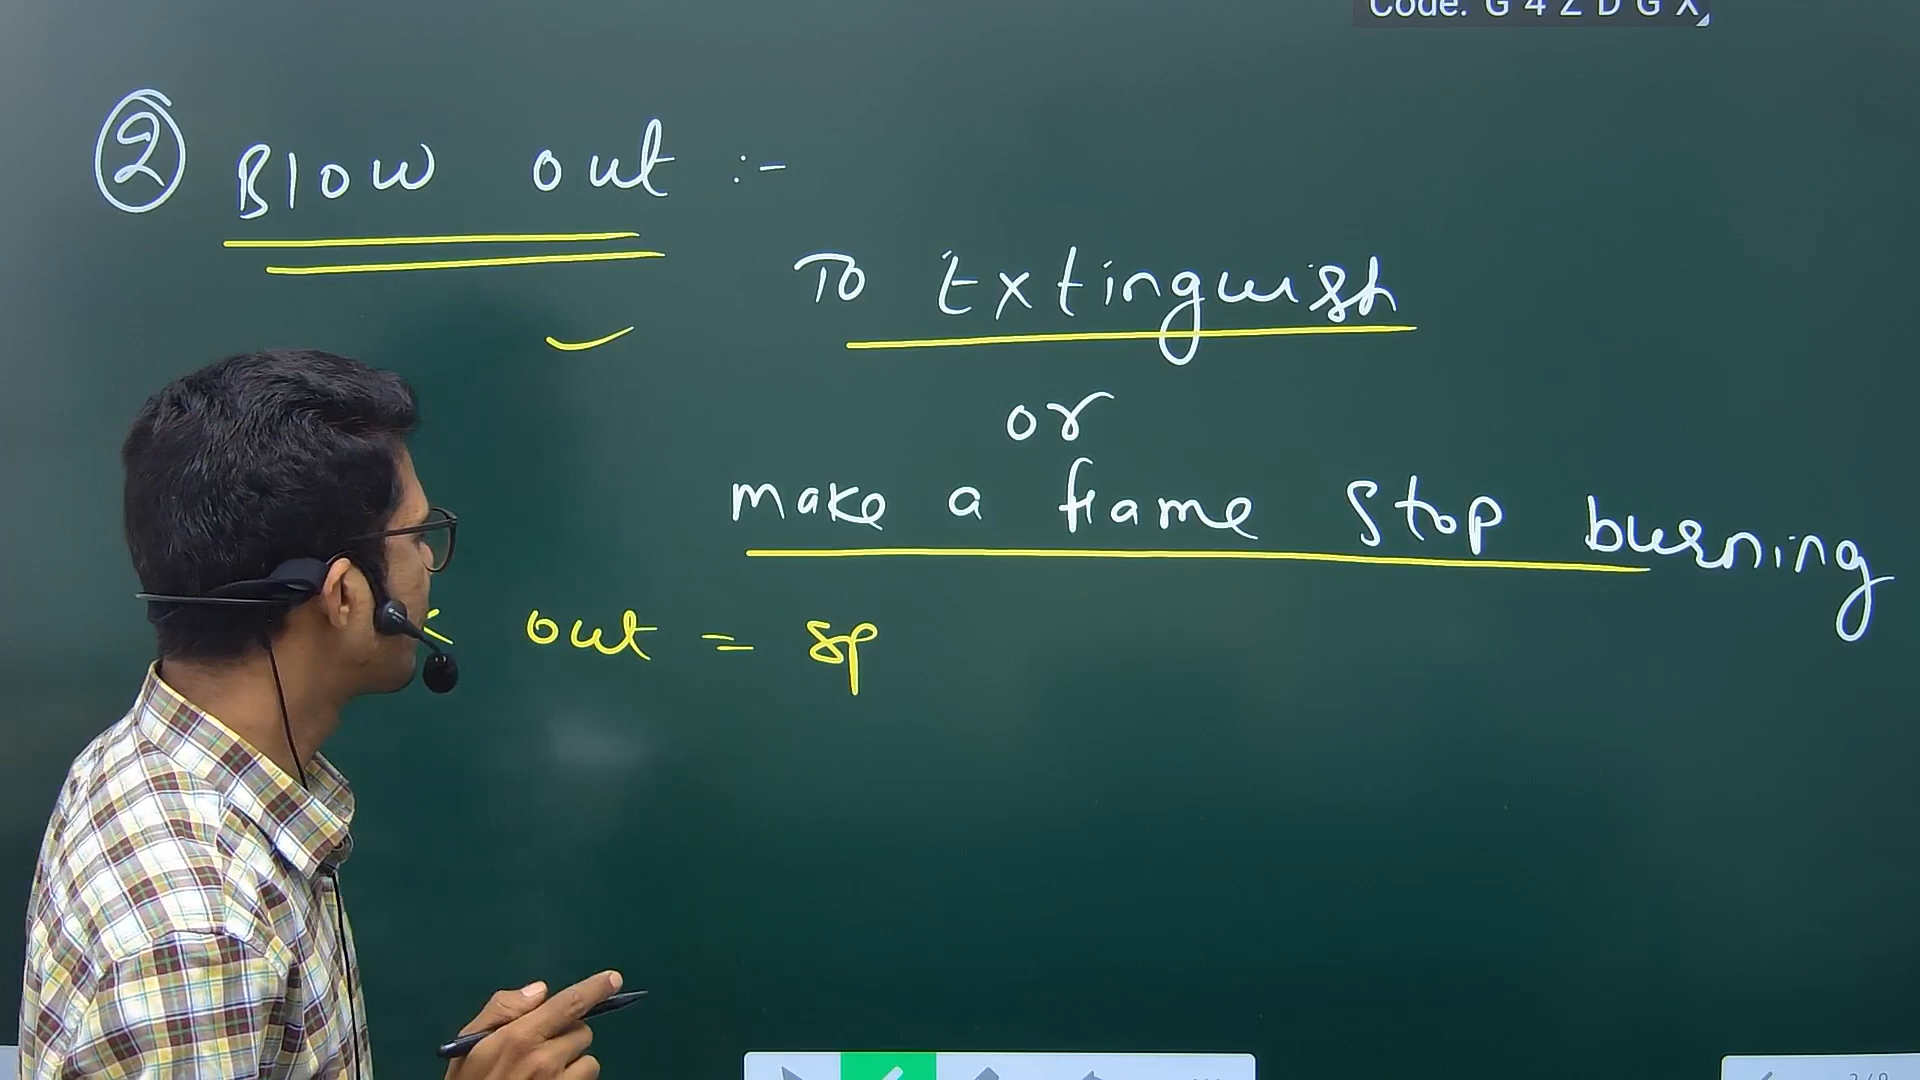 Code: G 4 Z D G X
② Blow out :-
To Extinguish
or
make a flame stop burning
out = sp